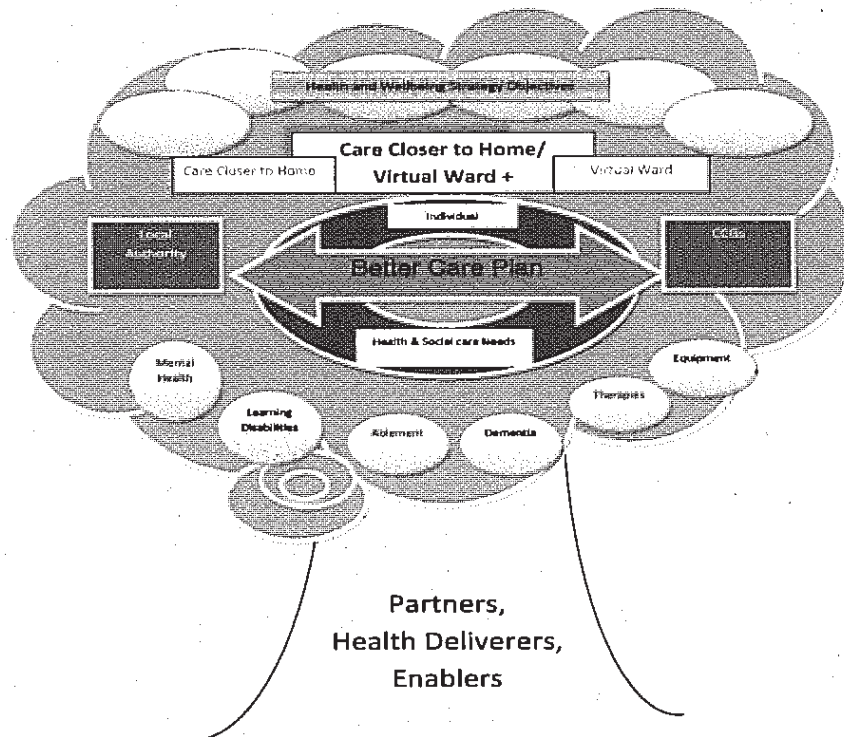 Health and Wellbeing Strategy Objectives
Care Closer to Home/
Virtual Ward +
Care Closer to Home
Virtual Ward
Individual
Local
Authority
Better Care Plan
Health & Social care Needs
Mental
Health
Learning
Disabilities
Ablement
Dementia
Therapies
Equipment
Partners,
Health Deliverers,
Enablers